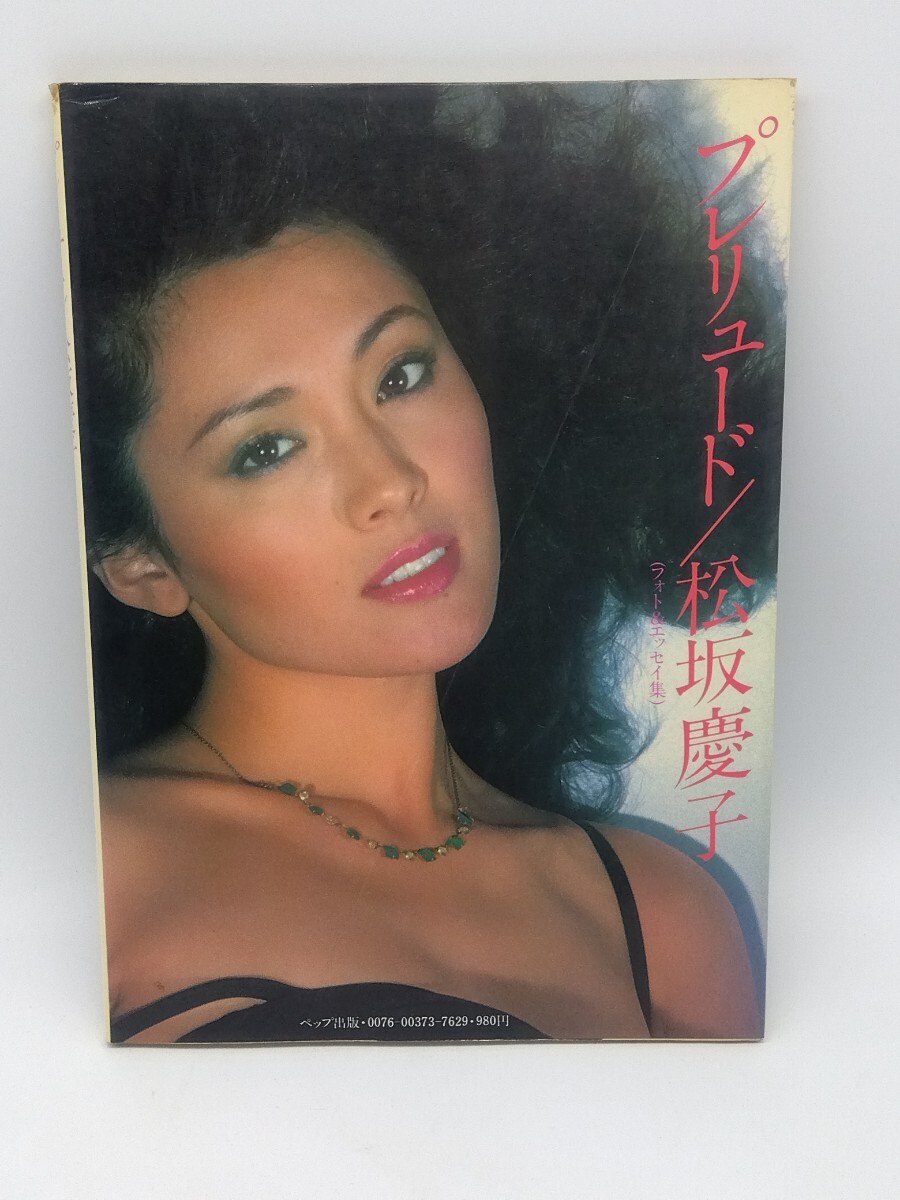 プレリュード/松坂慶子
(フォト&エッセイ集)
ペップ出版・0076-00373-7629・980円